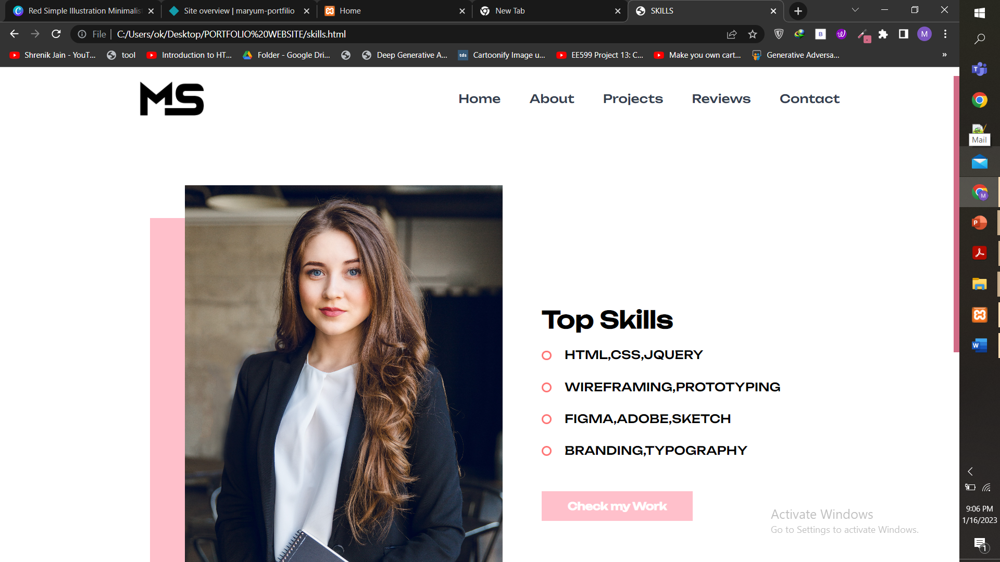 Red Simple Illustration Minimalis
Site overview | maryum-portfilio
Home
New Tab
SKILLS
File
C:/Users/ok/Desktop/PORTFOLIO%20WEBSITE/skills.html
B
M
Shrenik Jain - YouT...
tool
Introduction to HT...
Folder - Google Dri...
Deep Generative A...
tds
Cartoonify Image u...
EE599 Project 13: C...
Make you own cart...
Generative Adversa...
»
MS
Home
About
Projects
Reviews
Contact
Mail
Top Skills
HTML,CSS,JQUERY
WIREFRAMING,PROTOTYPING
FIGMA,ADOBE,SKETCH
BRANDING,TYPOGRAPHY
Check my Work
Activate Windows
Go to Settings to activate Windows.
9:06 PM
1/16/2023
1